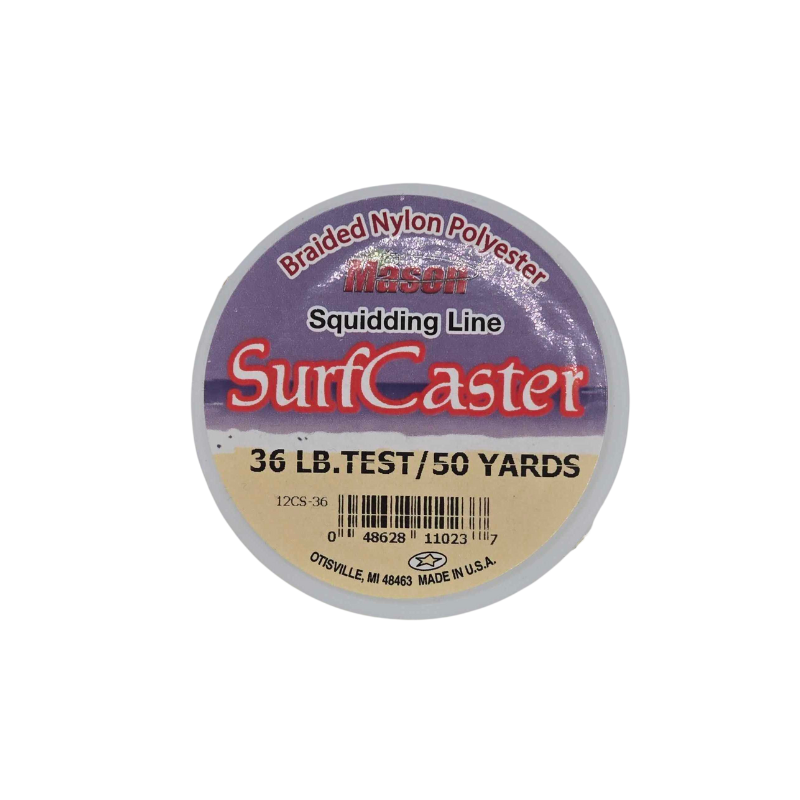 Braided Nylon Polyester
Mason
Squidding Line
SurfCaster
36 LB.TEST/50 YARDS
12CS-36
0 48628 11023 7
OTISVILLE, MI 48463 MADE IN U.S.A.